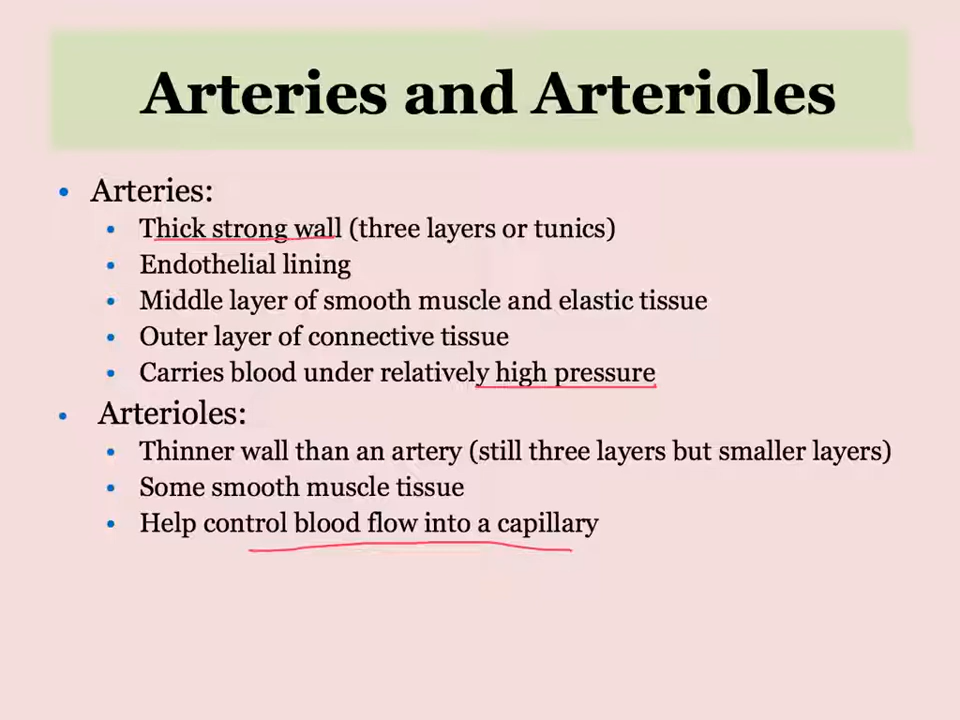 Arteries and Arterioles
• Arteries:
• Thick strong wall (three layers or tunics)
• Endothelial lining
• Middle layer of smooth muscle and elastic tissue
• Outer layer of connective tissue
• Carries blood under relatively high pressure
• Arterioles:
• Thinner wall than an artery (still three layers but smaller layers)
• Some smooth muscle tissue
• Help control blood flow into a capillary